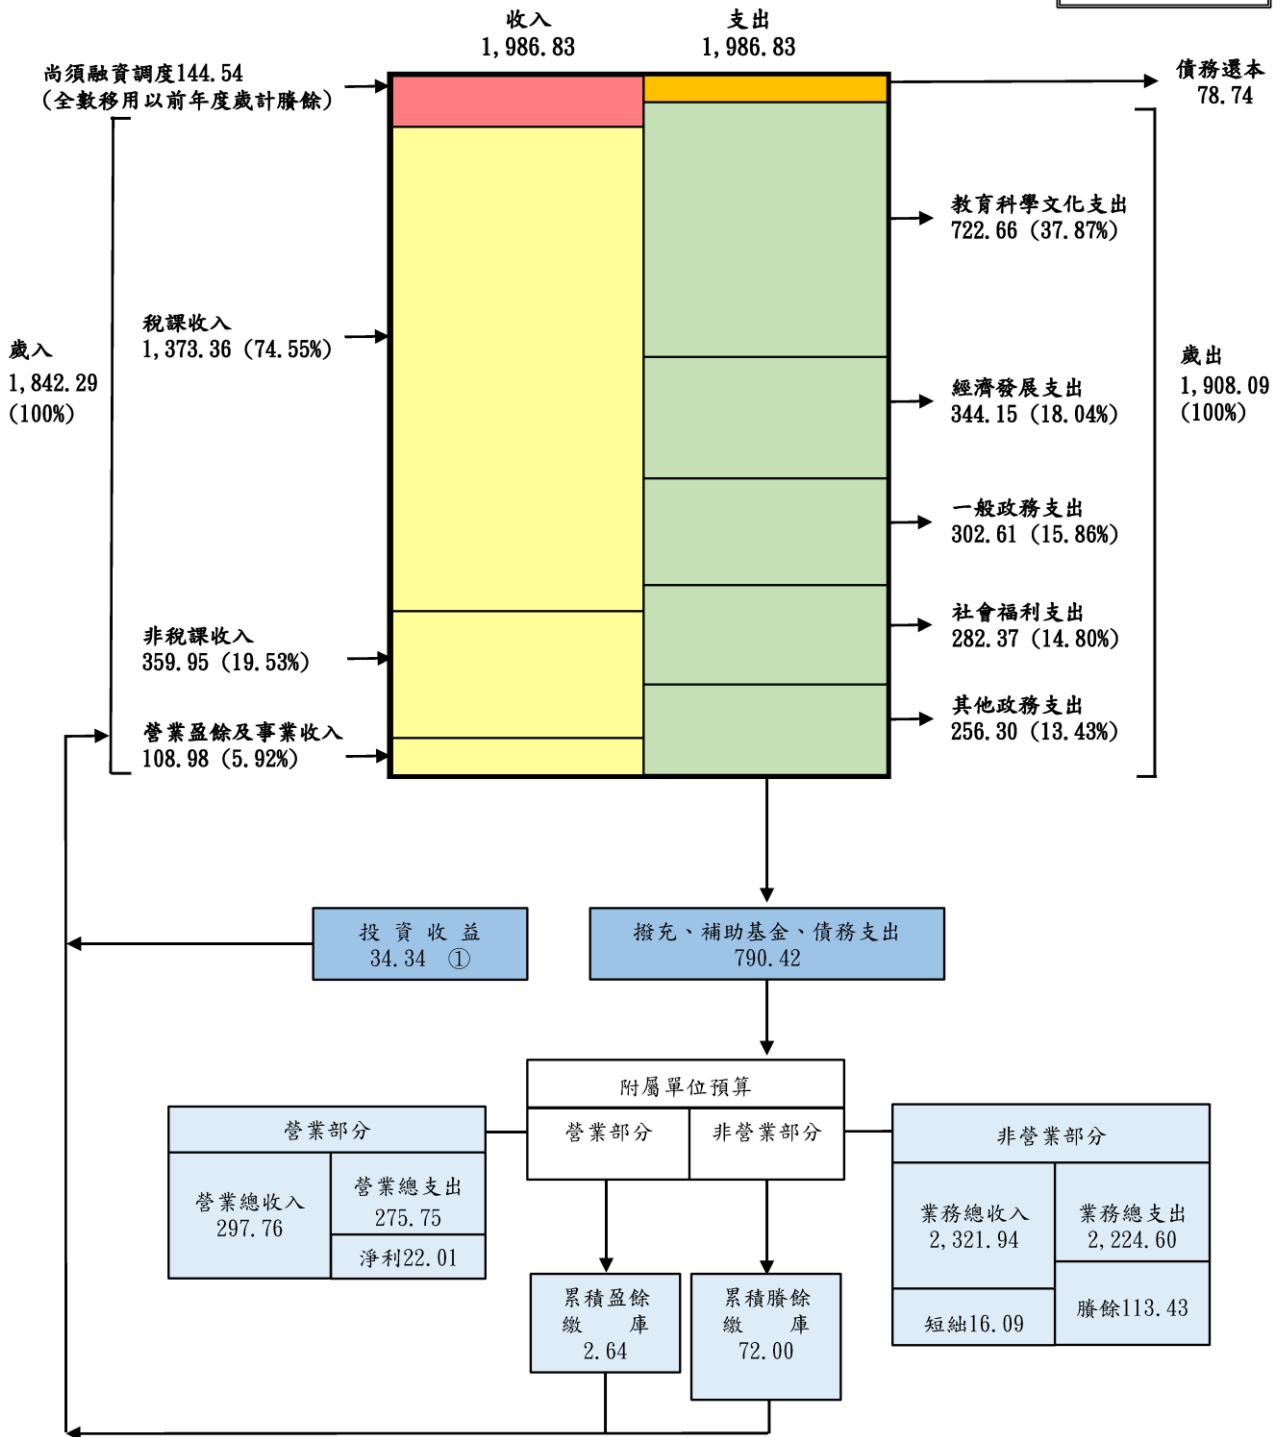 收入
1,986.83
支出
1,986.83
尚須融資調度144.54
(全數移用以前年度歲計賸餘)
債務還本
78.74
教育科學文化支出
722.66 (37.87%)
稅課收入
1,373.36 (74.55%)
歲入
1,842.29
(100%)
歲出
1,908.09
(100%)
經濟發展支出
344.15 (18.04%)
一般政務支出
302.61 (15.86%)
社會福利支出
282.37 (14.80%)
非稅課收入
359.95 (19.53%)
其他政務支出
256.30 (13.43%)
營業盈餘及事業收入
108.98 (5.92%)
投資收益
34.34 ①
撥充、補助基金、債務支出
790.42
附屬單位預算
營業部分
非營業部分
營業部分
營業總收入
297.76
營業總支出
275.75
淨利22.01
非營業部分
業務總收入
2,321.94
業務總支出
2,224.60
短絀16.09
賸餘113.43
累積盈餘
繳庫
2.64
累積賸餘
繳庫
72.00